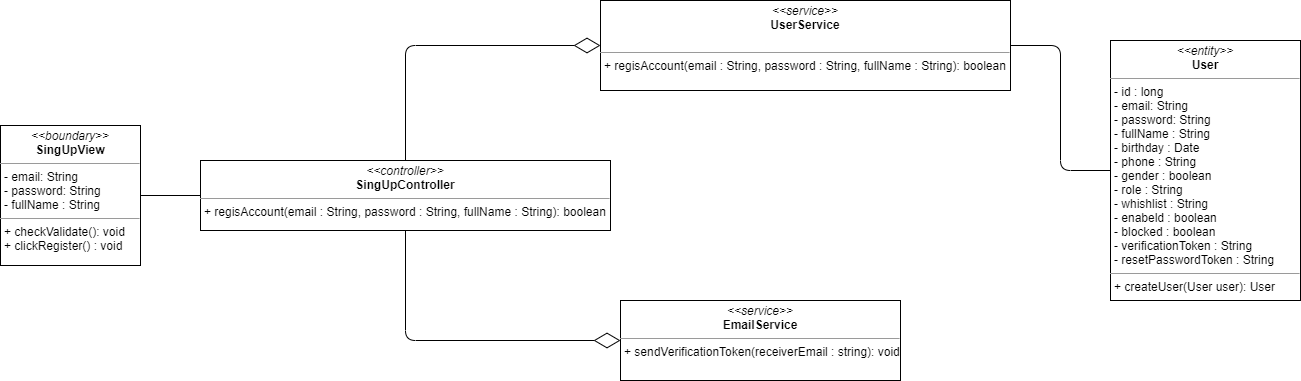 <<service>>
UserService
+ regisAccount(email : String, password : String, fullName : String): boolean
<<entity>>
User
- id : long
- email: String
- password: String
- fullName : String
- birthday : Date
- phone : String
- gender : boolean
- role : String
- whishlist : String
- enabeld : boolean
- blocked : boolean
- verificationToken : String
- resetPasswordToken : String
+ createUser(User user): User
<<boundary>>
SingUpView
- email: String
- password: String
- fullName : String
+ checkValidate(): void
+ clickRegister() : void
<<controller>>
SingUpController
+ regisAccount(email : String, password : String, fullName : String): boolean
<<service>>
EmailService
+ sendVerificationToken(receiverEmail : string): void